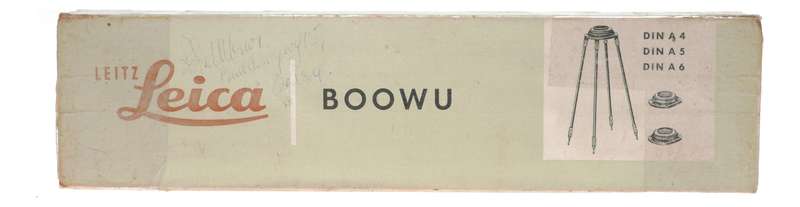 LEITZ
Leica
BOOWU
DIN A 4
DIN A 5
DIN A 6